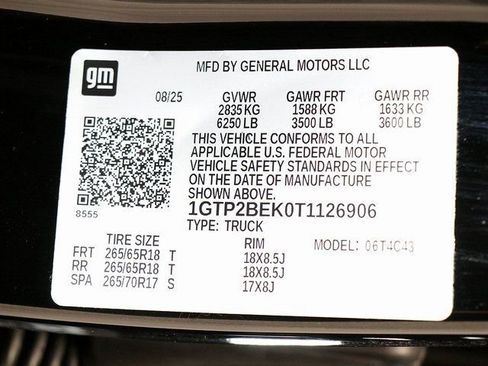 gm
MFD BY GENERAL MOTORS LLC
08/25 GVWR GAWR FRT GAWR RR
2835 KG 1588 KG 1633 KG
6250 LB 3500 LB 3600 LB
THIS VEHICLE CONFORMS TO ALL
APPLICABLE U.S. FEDERAL MOTOR
VEHICLE SAFETY STANDARDS IN EFFECT
ON THE DATE OF MANUFACTURE
SHOWN ABOVE.
8555
1GTP2BEK0T1126906
TYPE: TRUCK
TIRE SIZE RIM MODEL: 06T4C43
FRT 265/65R18 T 18X8.5J
RR 265/65R18 T 18X8.5J
SPA 265/70R17 S 17X8J